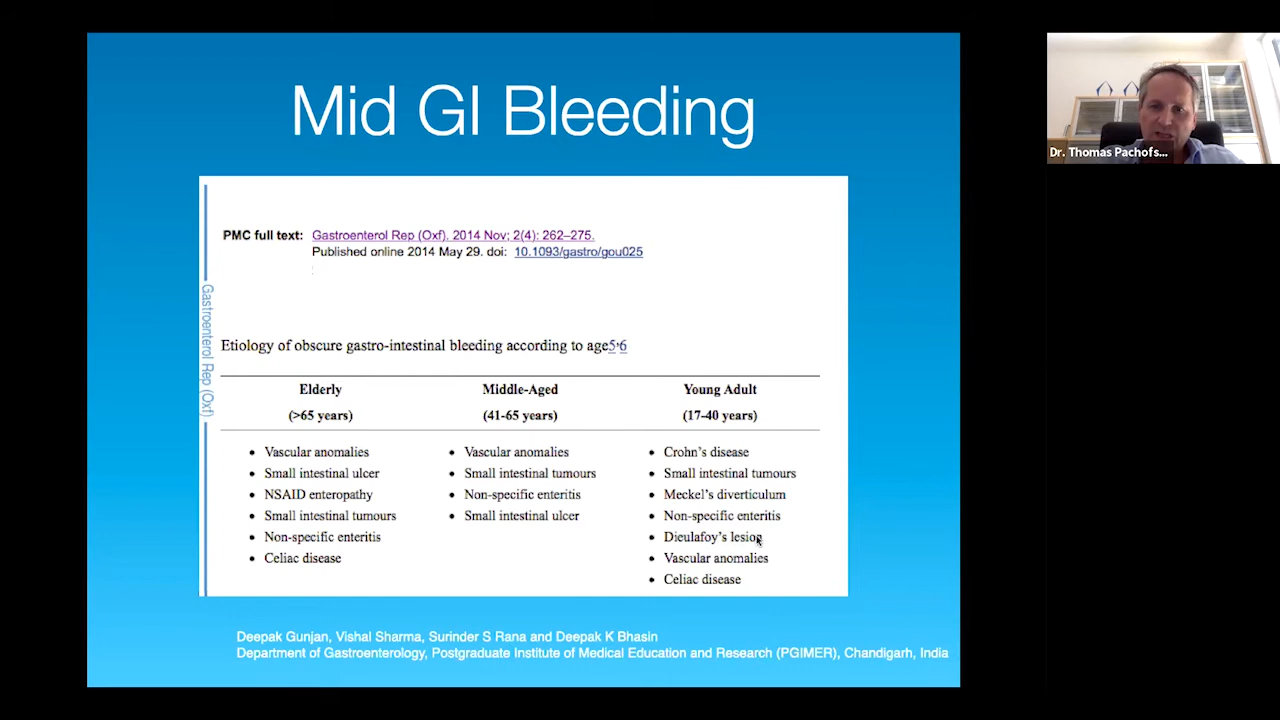 Mid GI Bleeding
Dr. Thomas Pachofs...
PMC full text: Gastroenterol Rep (Oxf). 2014 Nov; 2(4): 262–275.
Published online 2014 May 29. doi: 10.1093/gastro/gou025
Gastroenterol Rep (Oxf)
Etiology of obscure gastro-intestinal bleeding according to age5,6
Elderly Middle-Aged Young Adult
(>65 years) (41-65 years) (17-40 years)
• Vascular anomalies • Vascular anomalies • Crohn’s disease
• Small intestinal ulcer • Small intestinal tumours • Small intestinal tumours
• NSAID enteropathy • Non-specific enteritis • Meckel’s diverticulum
• Small intestinal tumours • Small intestinal ulcer • Non-specific enteritis
• Non-specific enteritis • Dieulafoy’s lesion
• Celiac disease • Vascular anomalies
• Celiac disease
Deepak Gunjan, Vishal Sharma, Surinder S Rana and Deepak K Bhasin
Department of Gastroenterology, Postgraduate Institute of Medical Education and Research (PGIMER), Chandigarh, India